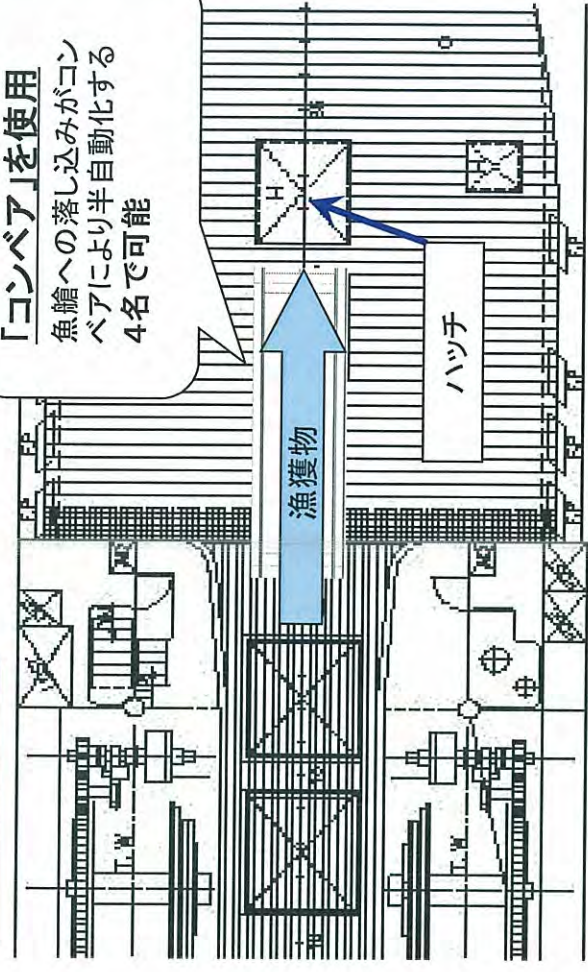 「コンベア」を使用
魚艙への落し込みがコン
ベアにより半自動化する
4名で可能
漁獲物
ハッチ
H
H
T.W
T.W
F.P
F.P
F.P
F.P
F.P
F.P